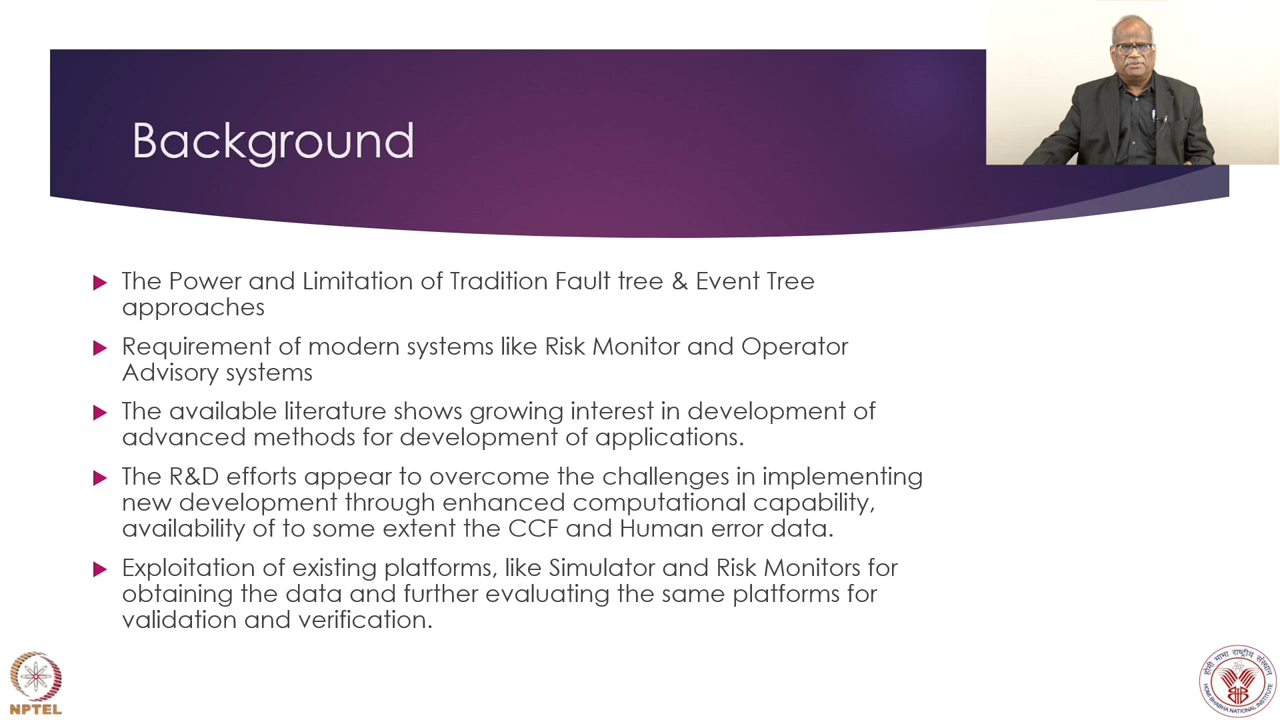 Background
The Power and Limitation of Tradition Fault tree & Event Tree
approaches
Requirement of modern systems like Risk Monitor and Operator
Advisory systems
The available literature shows growing interest in development of
advanced methods for development of applications.
The R&D efforts appear to overcome the challenges in implementing
new development through enhanced computational capability,
availability of to some extent the CCF and Human error data.
Exploitation of existing platforms, like Simulator and Risk Monitors for
obtaining the data and further evaluating the same platforms for
validation and verification.
NPTEL
होमी भाभा राष्ट्रीय संस्थान
HOMI BHABHA NATIONAL INSTITUTE